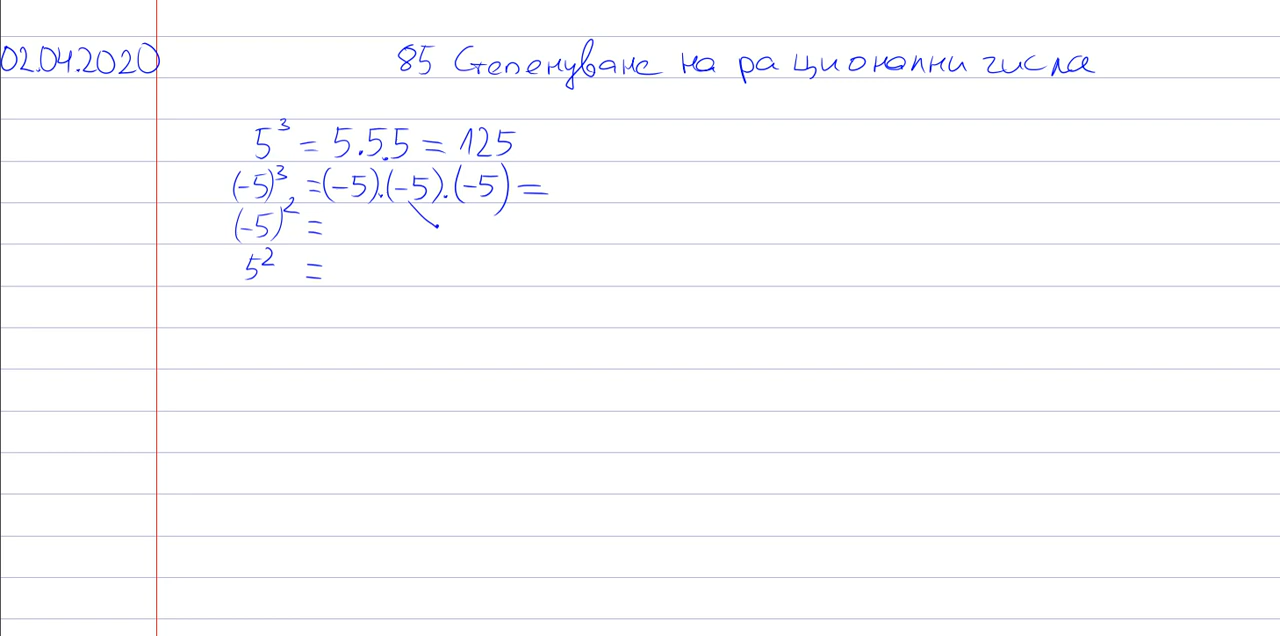 02.04.2020 85 Степенуване на рационални числа
5³ = 5.5.5 = 125
(-5)³ = (-5).(-5).(-5) =
(-5)² =
5² =